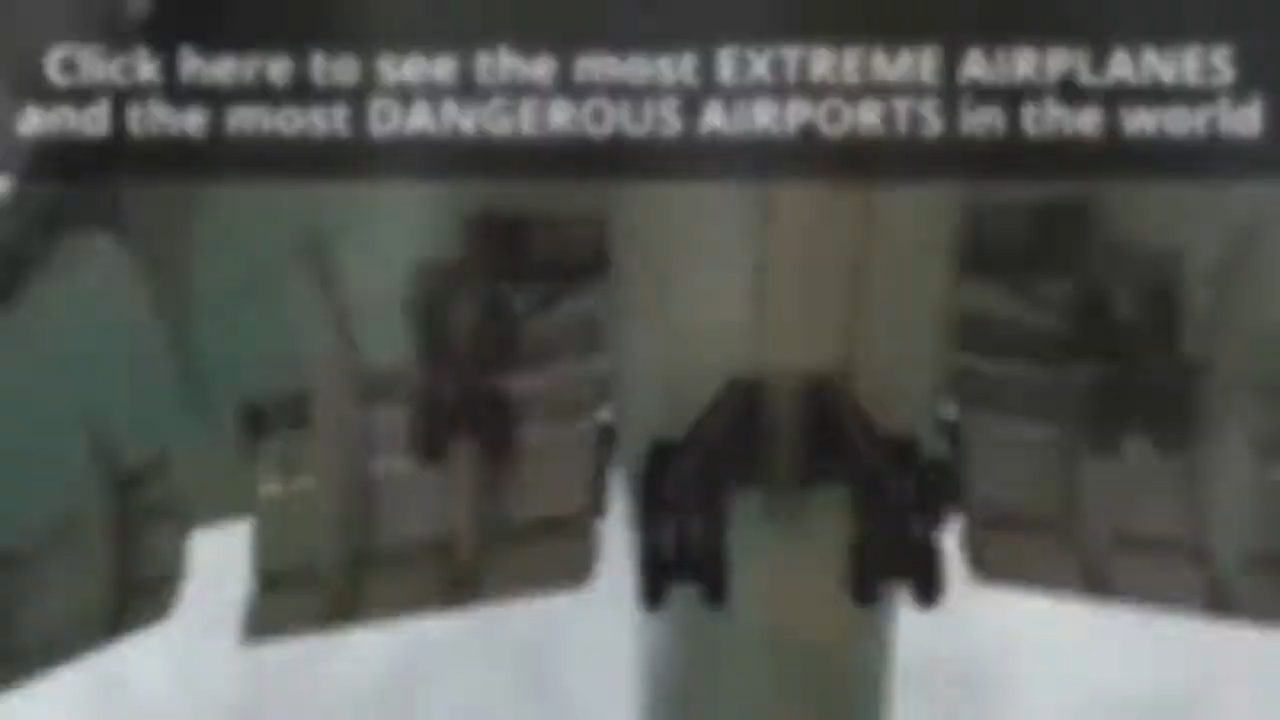 Click here to see the most EXTREME AIRPLANES
and the most DANGEROUS AIRPORTS in the world